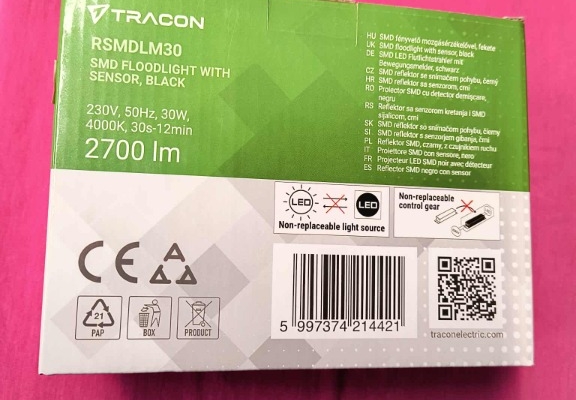 TRACON
RSMDLM30
SMD FLOODLIGHT WITH
SENSOR, BLACK
230V, 50Hz, 30W,
4000K, 30s-12min
2700 lm
HU SMD fényvető mozgásérzékelővel, fekete
UK SMD floodlight with sensor, black
DE SMD LED Flutlichtstrahler mit
Bewegungsmelder, schwarz
CZ SMD reflektor se snímačem pohybu, černý
HR SMD reflektor sa senzorom, crni
RO Proiector SMD cu detector de mișcare,
negru
RS SMD reflektor sa senzorom kretanja i SMD
sijalicom, crni
SK SMD reflektor so snímačom pohybu, čierny
SI SMD reflektor s senzorjem gibanja, črni
PL Reflektor SMD, czarny, z czujnikiem ruchu
IT Proiettore SMD con sensore, nero
FR Projecteur LED SMD noir avec détecteur
ES Reflector SMD negro con sensor
LED
LED
Non-replaceable light source
Non-replaceable
control gear
CE
21
PAP
BOX
PRODUCT
5 997374 214421
traconelectric.com